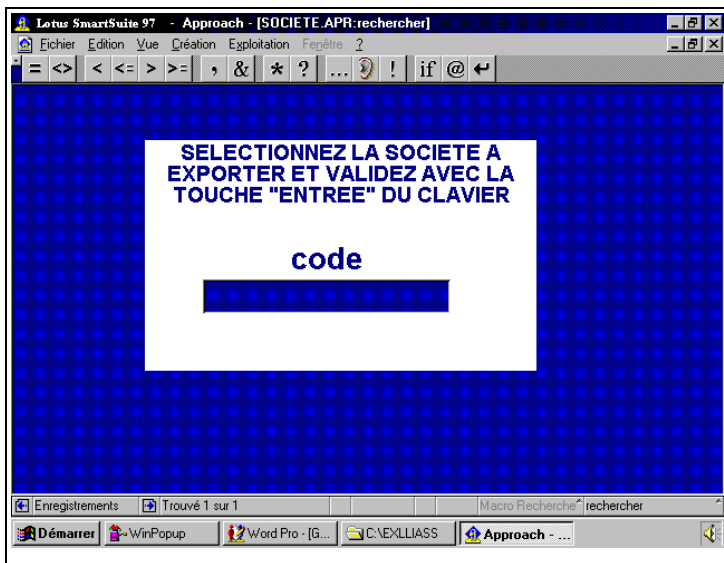 Lotus SmartSuite 97 - Approach - [SOCIETE.APR:rechercher]
Fichier Edition Vue Création Exploitation Fenêtre ?
= <> < <= > >= , & * ? ... ! if @
SELECTIONNEZ LA SOCIETE A
EXPORTER ET VALIDEZ AVEC LA
TOUCHE "ENTREE" DU CLAVIER
code
Enregistrements Trouvé 1 sur 1 Macro Recherche rechercher
Démarrer WinPopup Word Pro - [G... C:\EXLLIASS Approach - ...